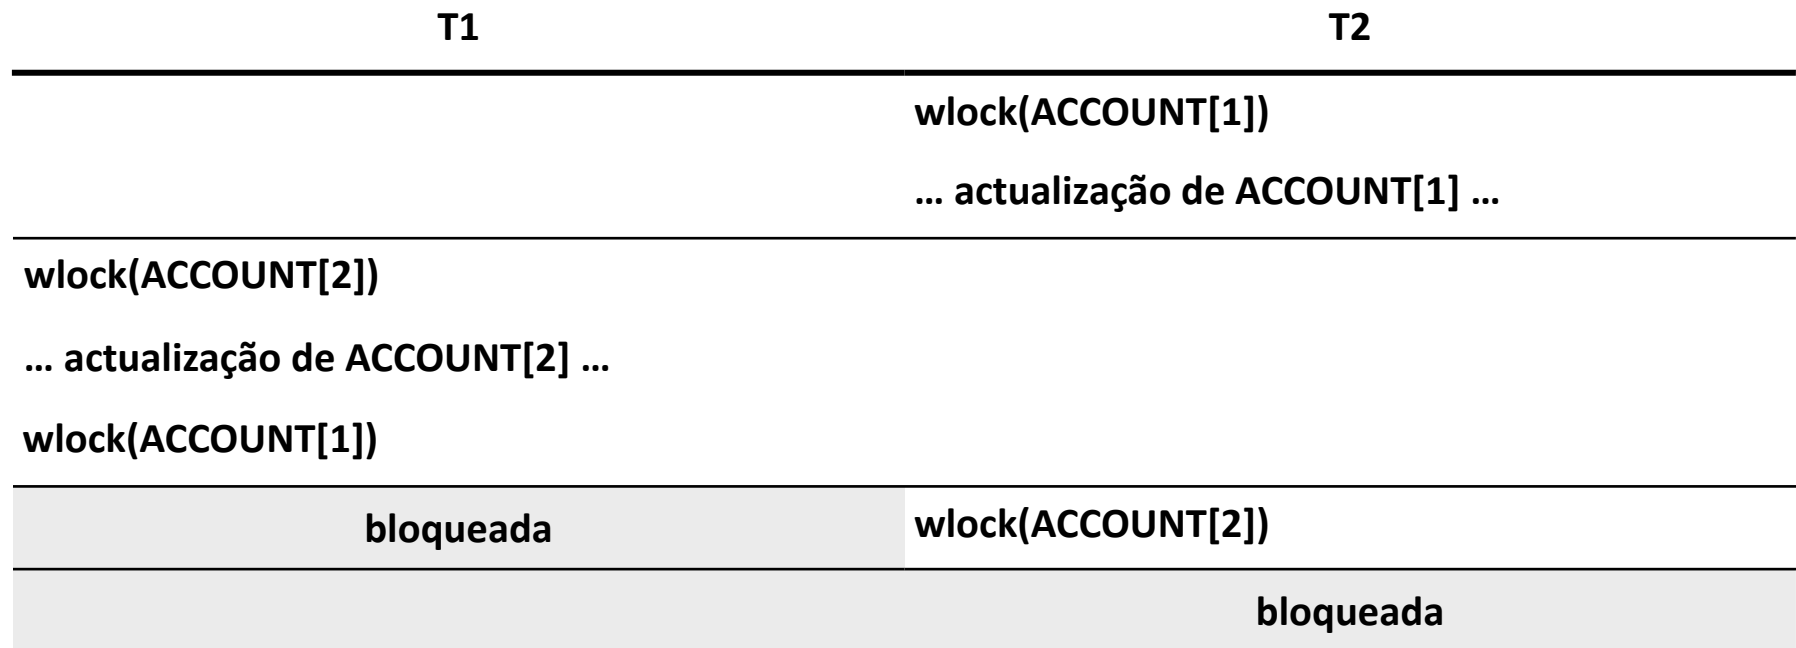 T1 T2
wlock(ACCOUNT[1])
… actualização de ACCOUNT[1] …
wlock(ACCOUNT[2])
… actualização de ACCOUNT[2] …
wlock(ACCOUNT[1])
bloqueada wlock(ACCOUNT[2])
bloqueada